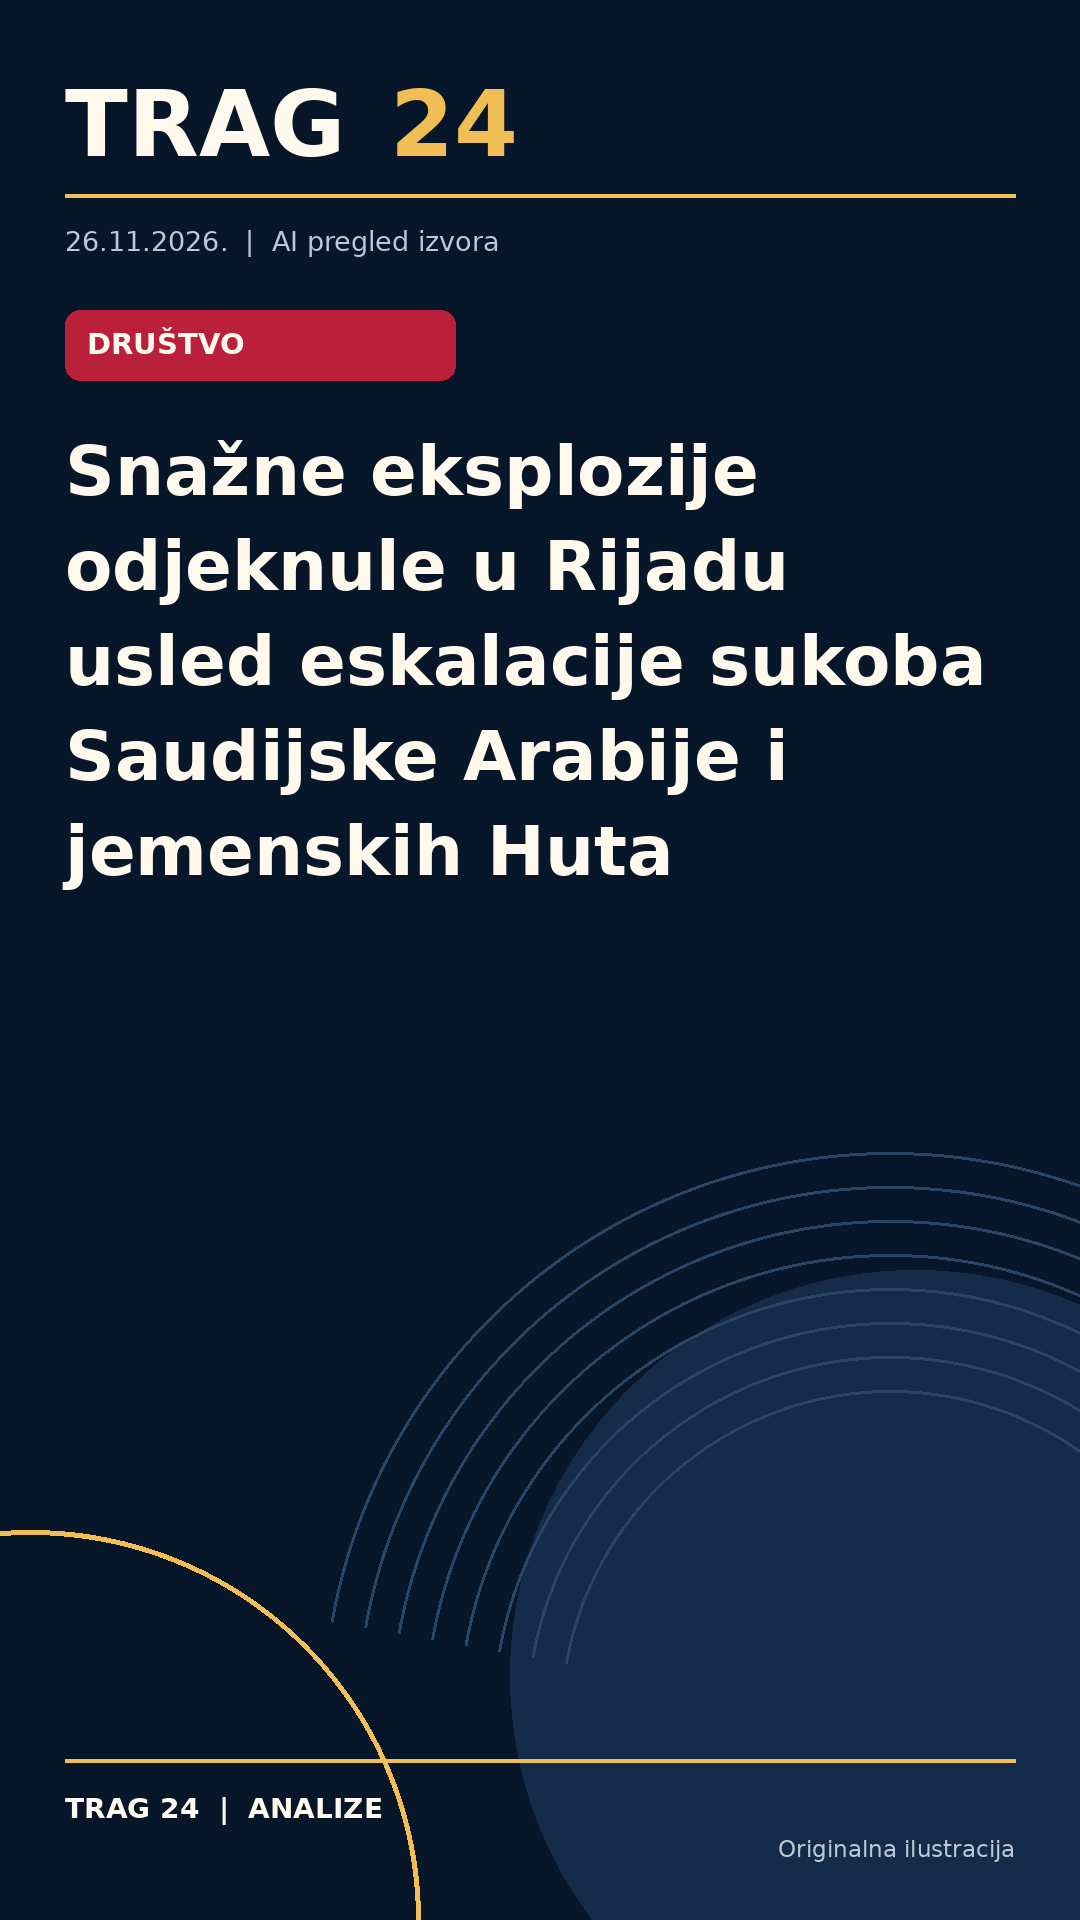 TRAG 24
26.11.2026. | AI pregled izvora
DRUŠTVO
Snažne eksplozije
odjeknule u Rijadu
usled eskalacije sukoba
Saudijske Arabije i
jemenskih Huta
TRAG 24 | ANALIZE
Originalna ilustracija